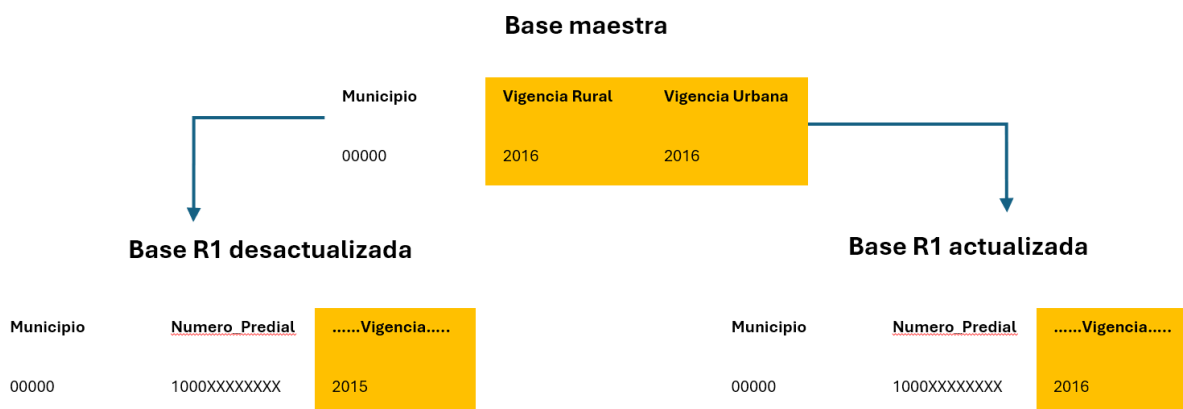 Base maestra
Municipio Vigencia Rural Vigencia Urbana
00000 2016 2016
Base R1 desactualizada
Base R1 actualizada
Municipio Numero_Predial ......Vigencia.....
00000 1000XXXXXXXX 2015
Municipio Numero_Predial ......Vigencia.....
00000 1000XXXXXXXX 2016